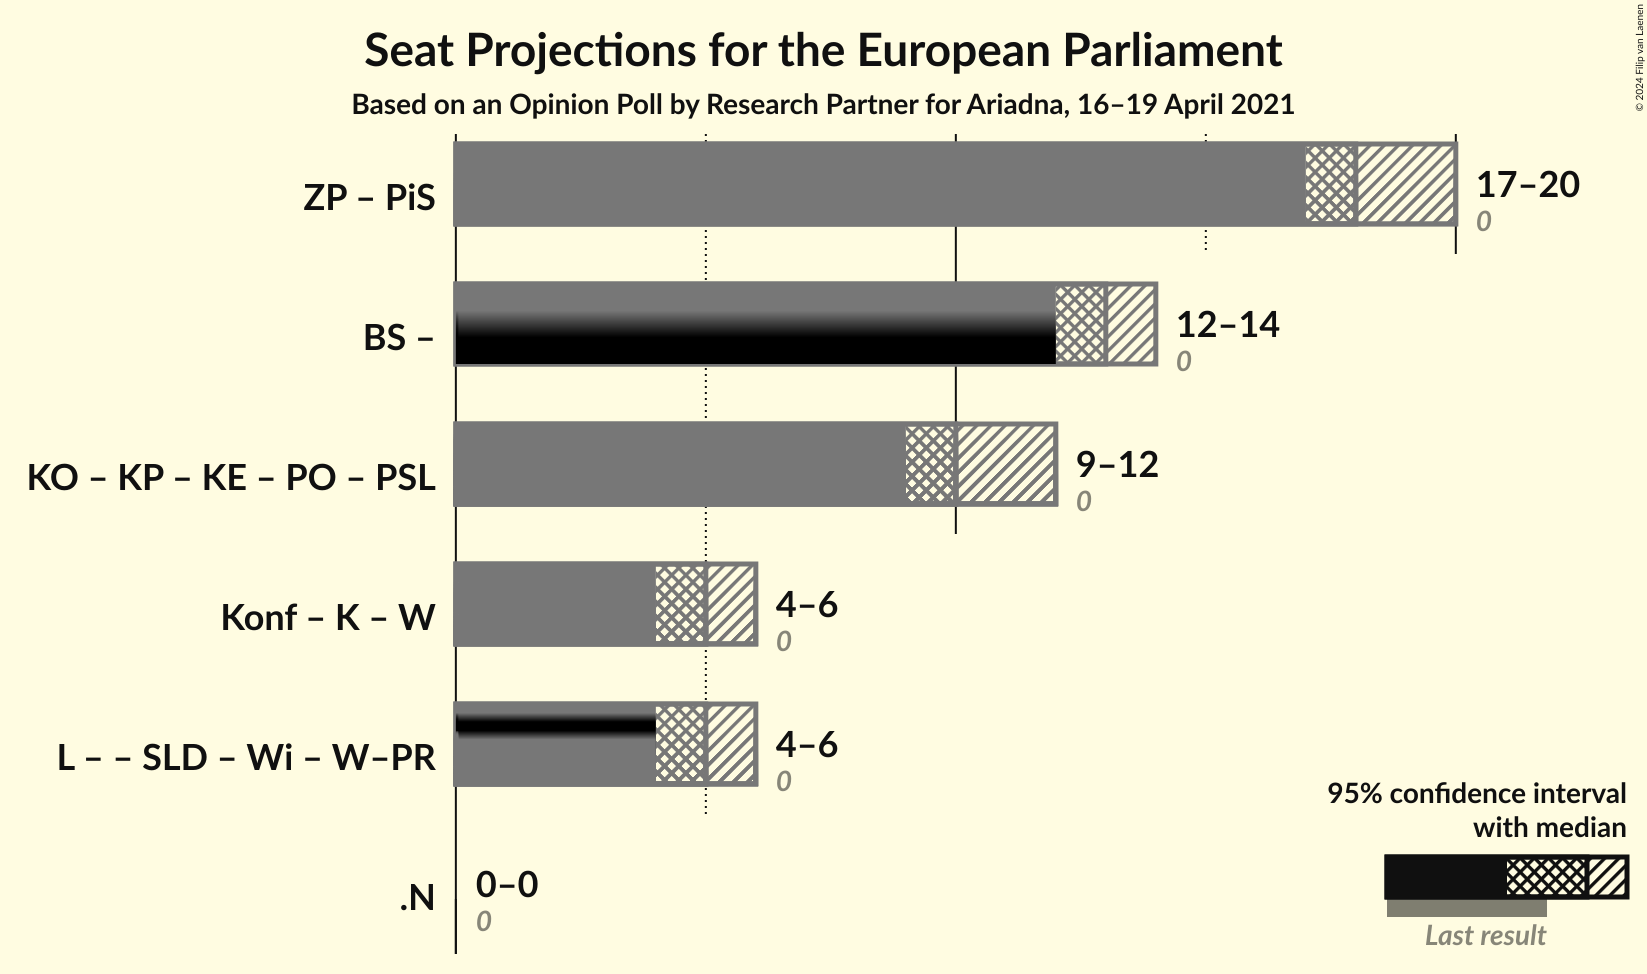 Seat Projections for the European Parliament
Based on an Opinion Poll by Research Partner for Ariadna, 16–19 April 2021
© 2024 Filip van Laenen
ZP – PiS
17–20
0
BS –
12–14
0
KO – KP – KE – PO – PSL
9–12
0
Konf – K – W
4–6
0
L – – SLD – Wi – W–PR
4–6
0
.N
0–0
0
95% confidence interval
with median
Last result